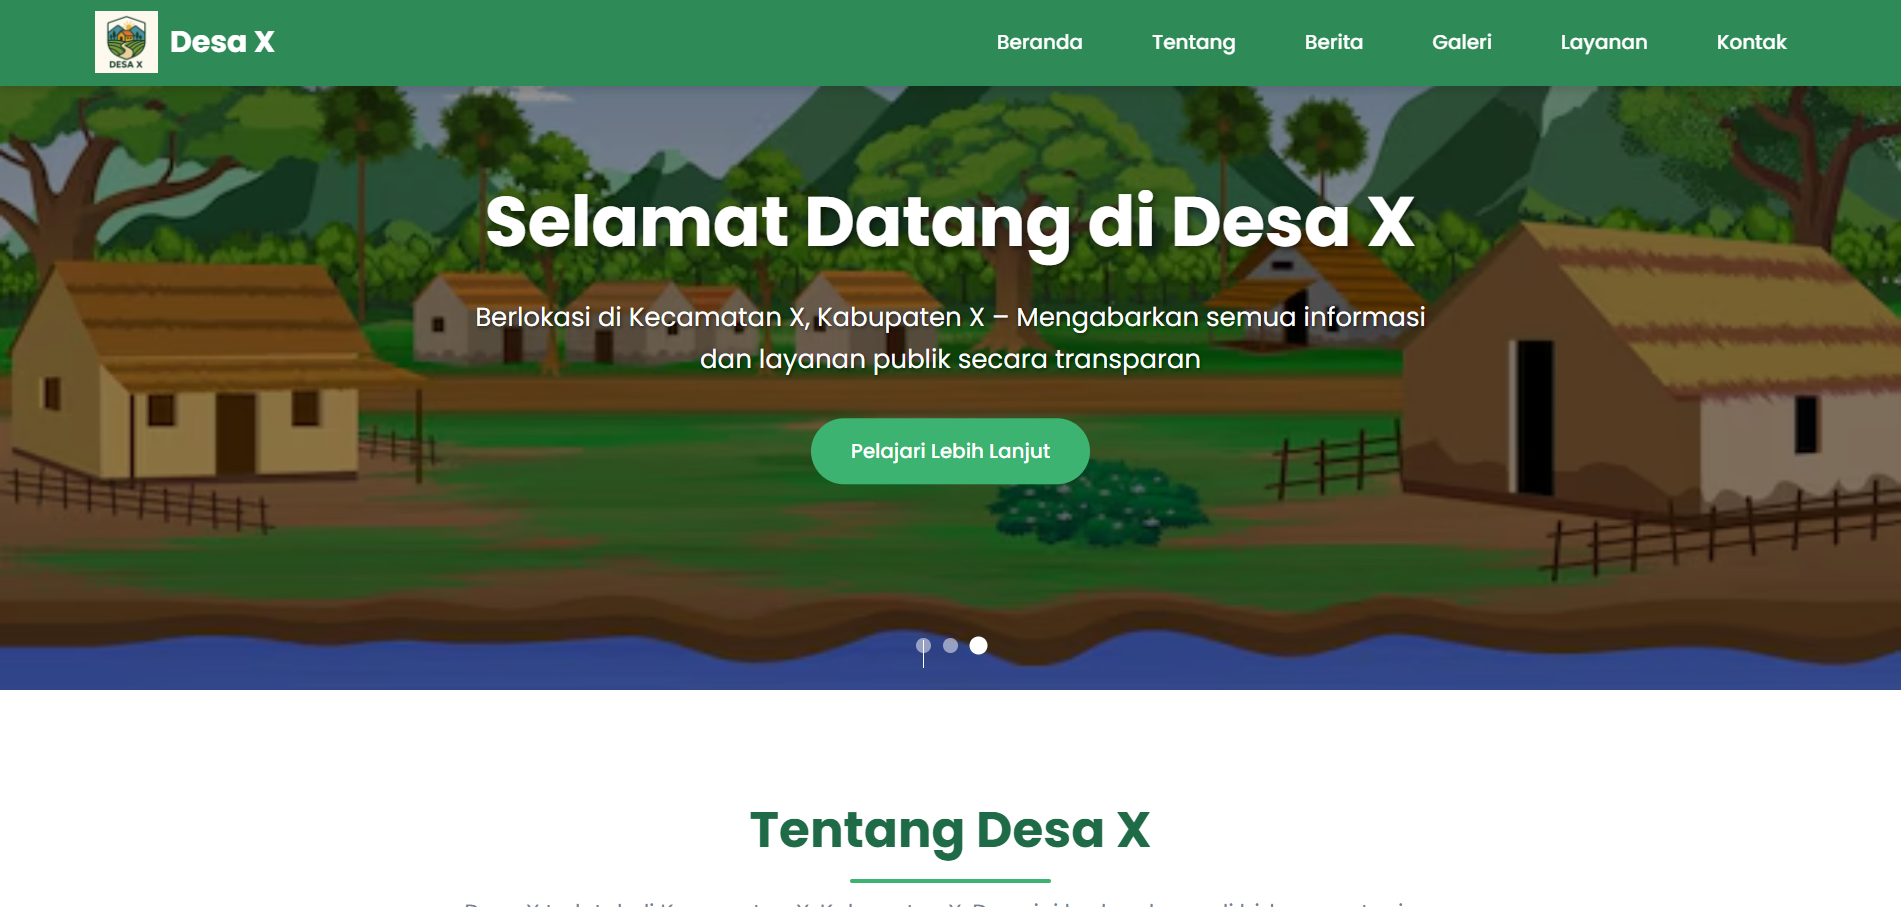 DESA X
Desa X
Beranda
Tentang
Berita
Galeri
Layanan
Kontak
Selamat Datang di Desa X
Berlokasi di Kecamatan X, Kabupaten X – Mengabarkan semua informasi
dan layanan publik secara transparan
Pelajari Lebih Lanjut
Tentang Desa X